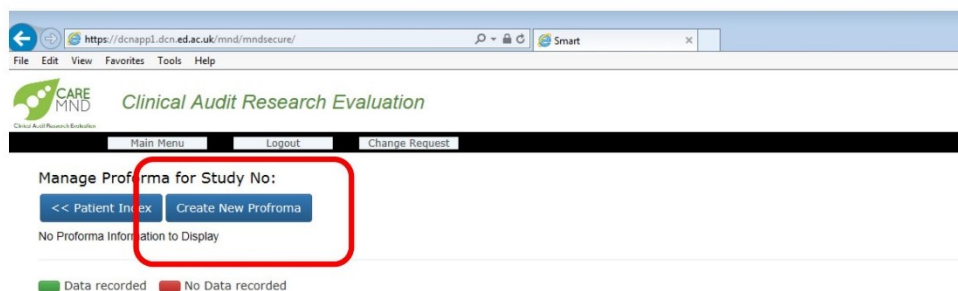 https://dcnapp1.dcn.ed.ac.uk/mnd/mndsecure/ Smart
File Edit View Favorites Tools Help
CARE
MND
Clinical Audit Research Evaluation
Clinical Audit Research Evaluation
Main Menu Logout Change Request
Manage Proforma for Study No:
<< Patient Index Create New Profroma
No Proforma Information to Display
Data recorded No Data recorded